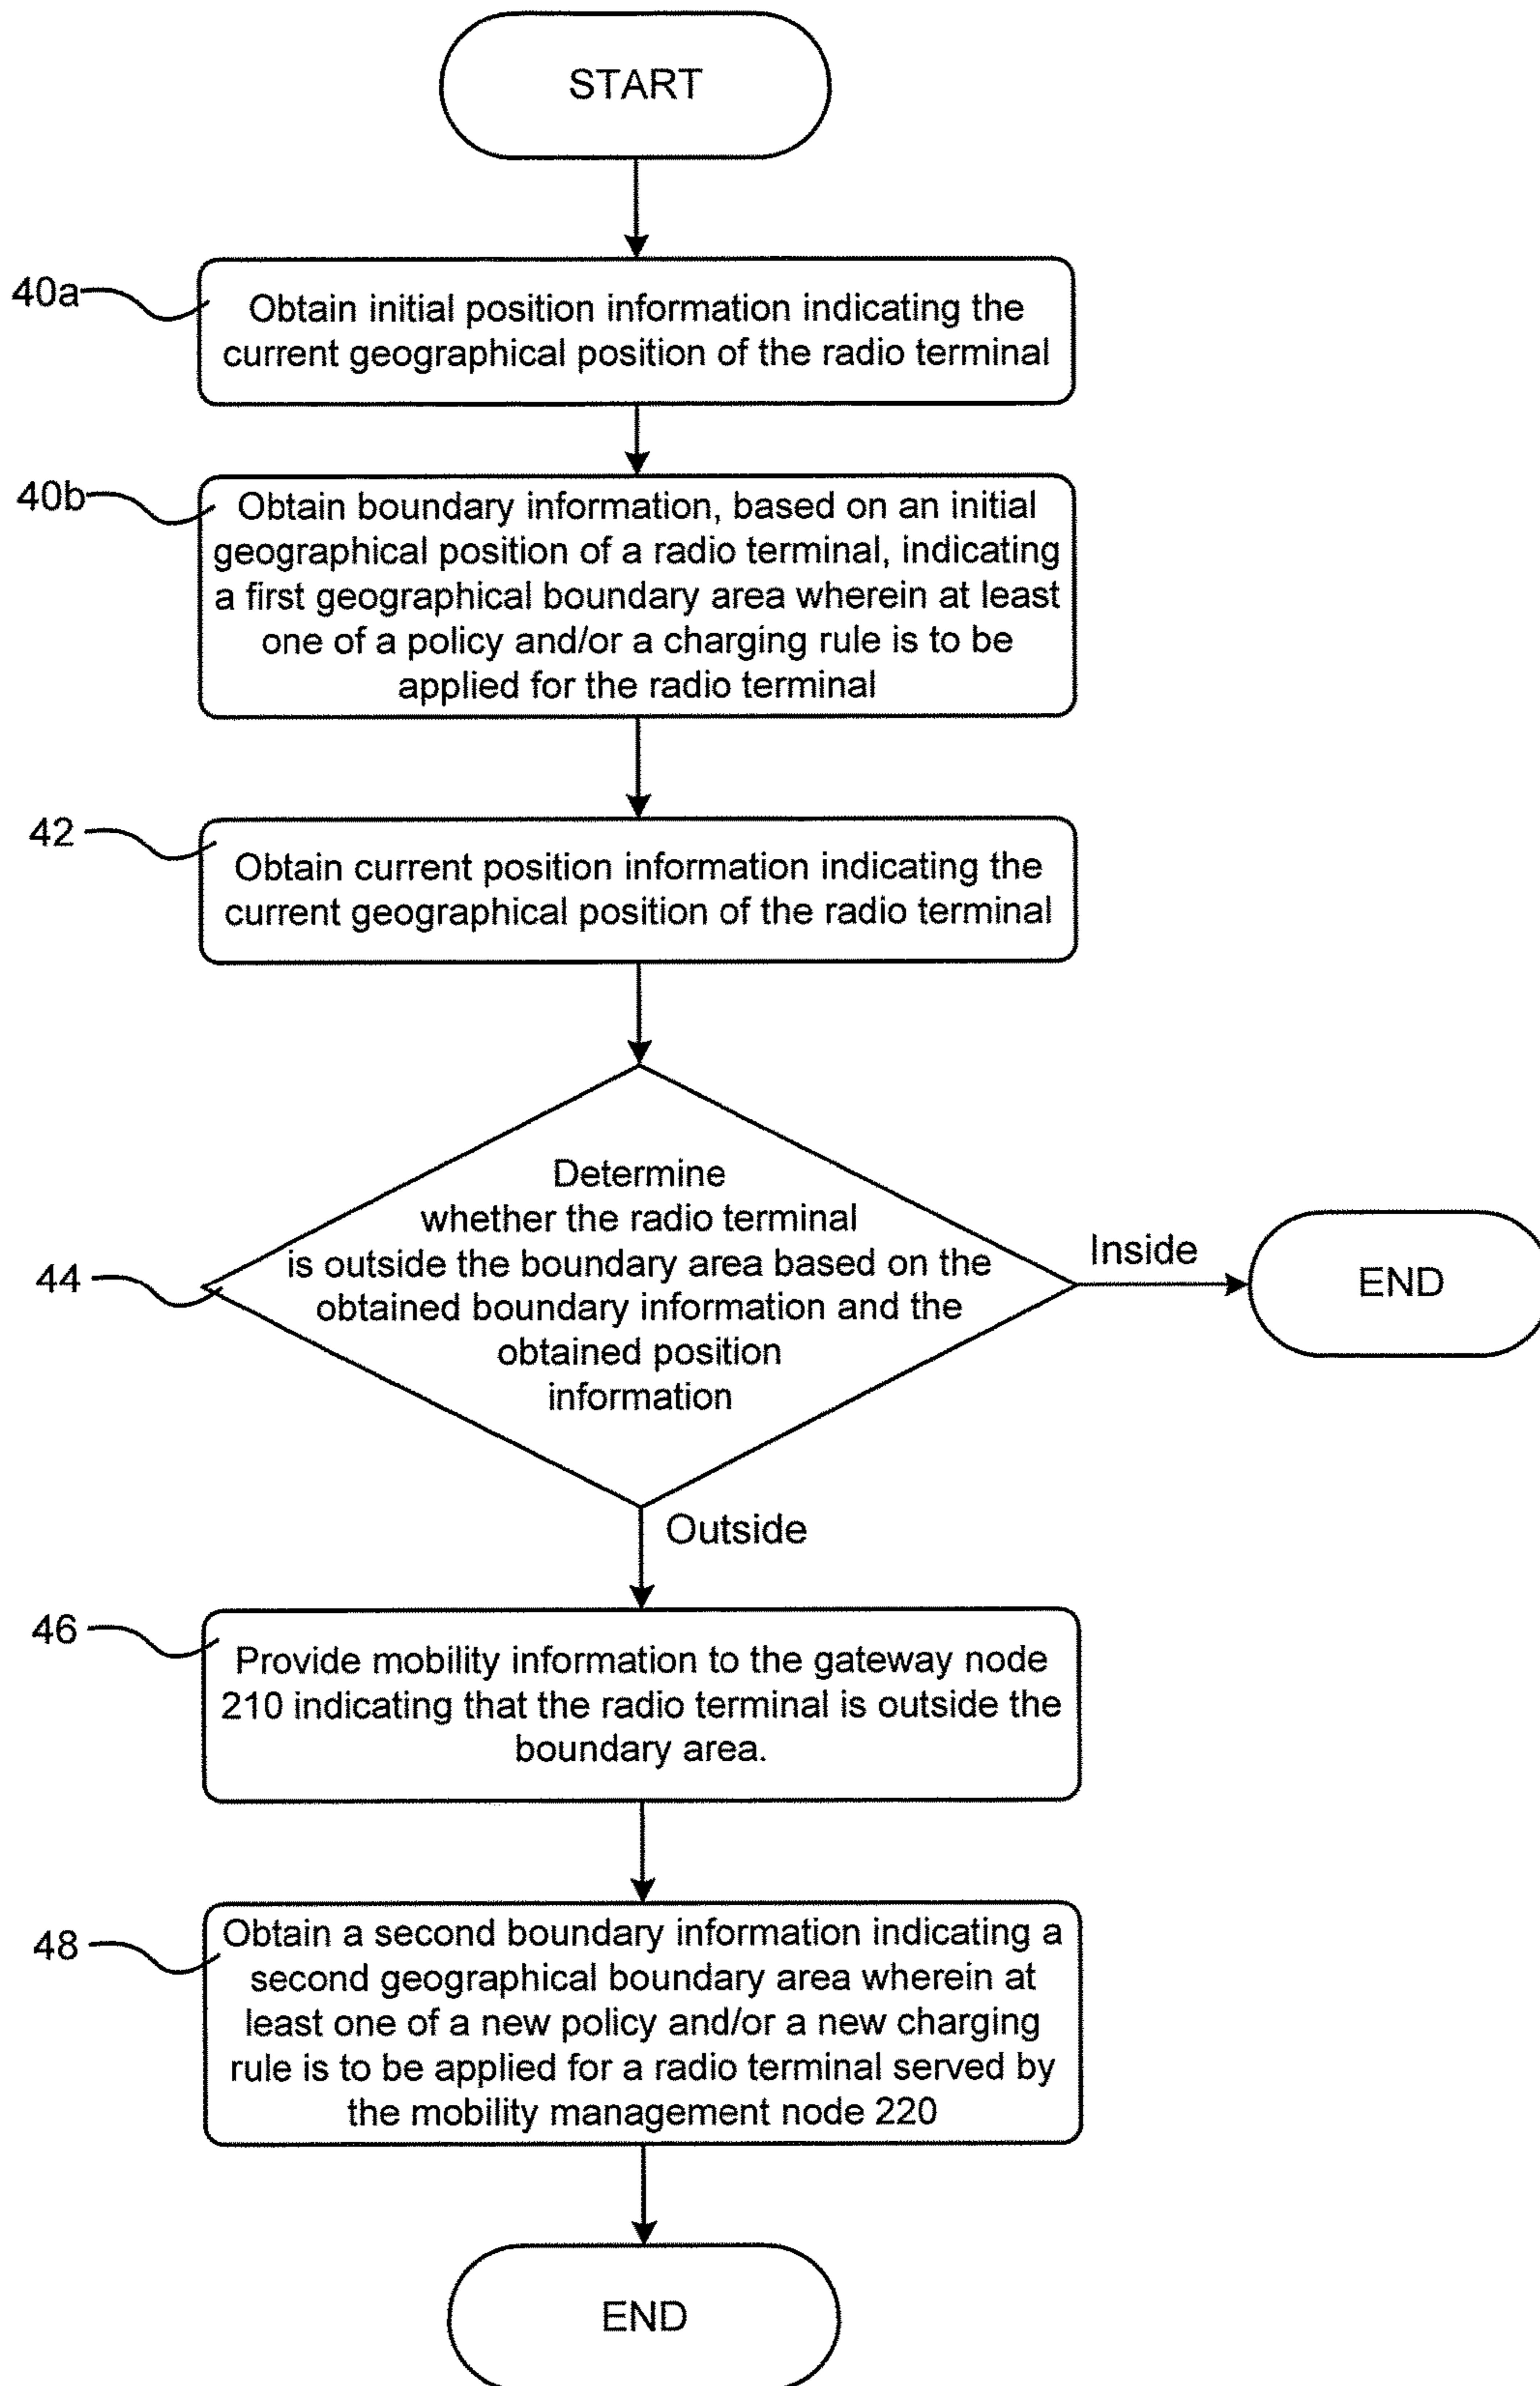 START
40a
Obtain initial position information indicating the
current geographical position of the radio terminal
40b
Obtain boundary information, based on an initial
geographical position of a radio terminal, indicating
a first geographical boundary area wherein at least
one of a policy and/or a charging rule is to be
applied for the radio terminal
42
Obtain current position information indicating the
current geographical position of the radio terminal
44
Determine
whether the radio terminal
is outside the boundary area based on the
obtained boundary information and the
obtained position
information
Inside
END
Outside
46
Provide mobility information to the gateway node
210 indicating that the radio terminal is outside the
boundary area.
48
Obtain a second boundary information indicating a
second geographical boundary area wherein at
least one of a new policy and/or a new charging
rule is to be applied for a radio terminal served by
the mobility management node 220
END